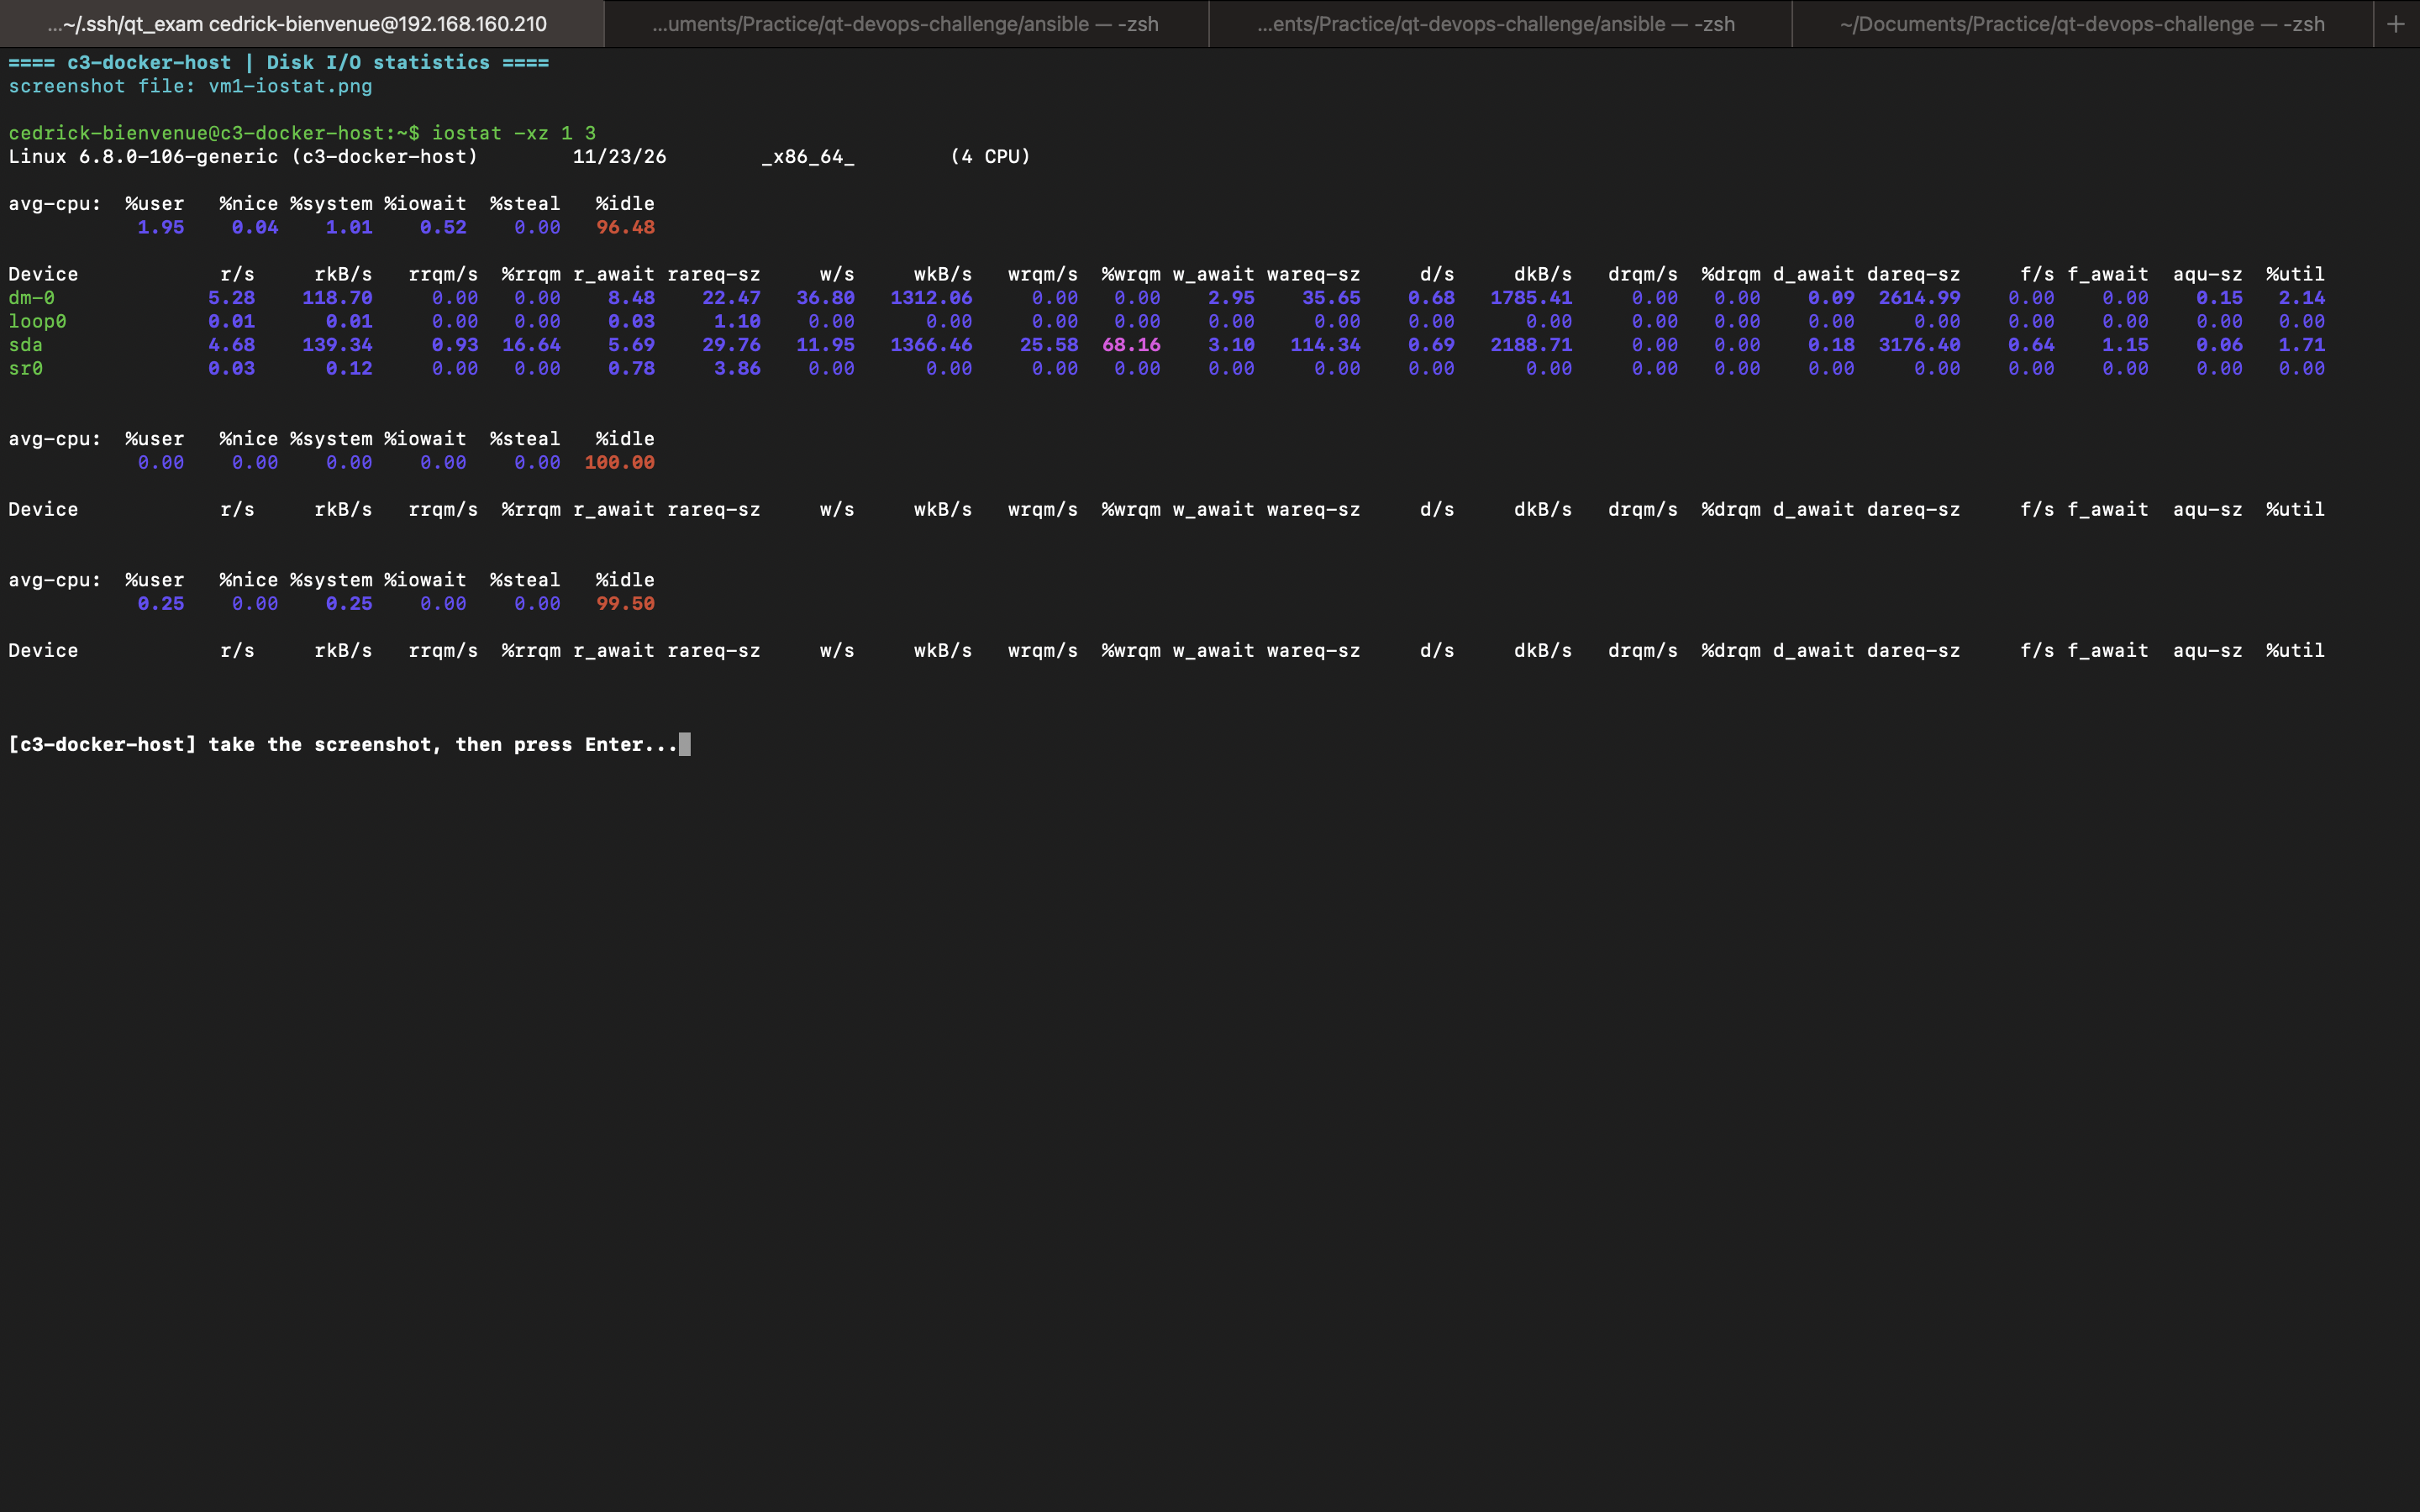 ...~/.ssh/qt_exam cedrick-bienvenue@192.168.160.210 ...uments/Practice/qt-devops-challenge/ansible — -zsh ...ents/Practice/qt-devops-challenge/ansible — -zsh ~/Documents/Practice/qt-devops-challenge — -zsh +
==== c3-docker-host | Disk I/O statistics ====
screenshot file: vm1-iostat.png
cedrick-bienvenue@c3-docker-host:~$ iostat -xz 1 3
Linux 6.8.0-106-generic (c3-docker-host) 11/23/26 _x86_64_ (4 CPU)
avg-cpu: %user %nice %system %iowait %steal %idle
1.95 0.04 1.01 0.52 0.00 96.48
Device r/s rkB/s rrqm/s %rrqm r_await rareq-sz w/s wkB/s wrqm/s %wrqm w_await wareq-sz d/s dkB/s drqm/s %drqm d_await dareq-sz f/s f_await aqu-sz %util
dm-0 5.28 118.70 0.00 0.00 8.48 22.47 36.80 1312.06 0.00 0.00 2.95 35.65 0.68 1785.41 0.00 0.00 0.09 2614.99 0.00 0.00 0.15 2.14
loop0 0.01 0.01 0.00 0.00 0.03 1.10 0.00 0.00 0.00 0.00 0.00 0.00 0.00 0.00 0.00 0.00 0.00 0.00 0.00 0.00 0.00 0.00
sda 4.68 139.34 0.93 16.64 5.69 29.76 11.95 1366.46 25.58 68.16 3.10 114.34 0.69 2188.71 0.00 0.00 0.18 3176.40 0.64 1.15 0.06 1.71
sr0 0.03 0.12 0.00 0.00 0.78 3.86 0.00 0.00 0.00 0.00 0.00 0.00 0.00 0.00 0.00 0.00 0.00 0.00 0.00 0.00 0.00 0.00
avg-cpu: %user %nice %system %iowait %steal %idle
0.00 0.00 0.00 0.00 0.00 100.00
Device r/s rkB/s rrqm/s %rrqm r_await rareq-sz w/s wkB/s wrqm/s %wrqm w_await wareq-sz d/s dkB/s drqm/s %drqm d_await dareq-sz f/s f_await aqu-sz %util
avg-cpu: %user %nice %system %iowait %steal %idle
0.25 0.00 0.25 0.00 0.00 99.50
Device r/s rkB/s rrqm/s %rrqm r_await rareq-sz w/s wkB/s wrqm/s %wrqm w_await wareq-sz d/s dkB/s drqm/s %drqm d_await dareq-sz f/s f_await aqu-sz %util
[c3-docker-host] take the screenshot, then press Enter...